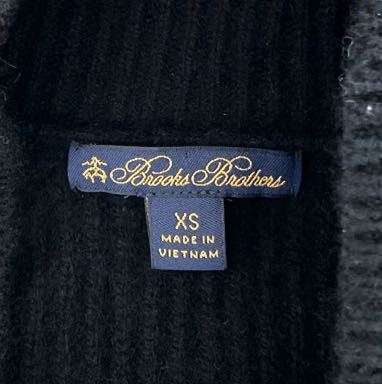 Brooks Brothers
XS
MADE IN
VIETNAM